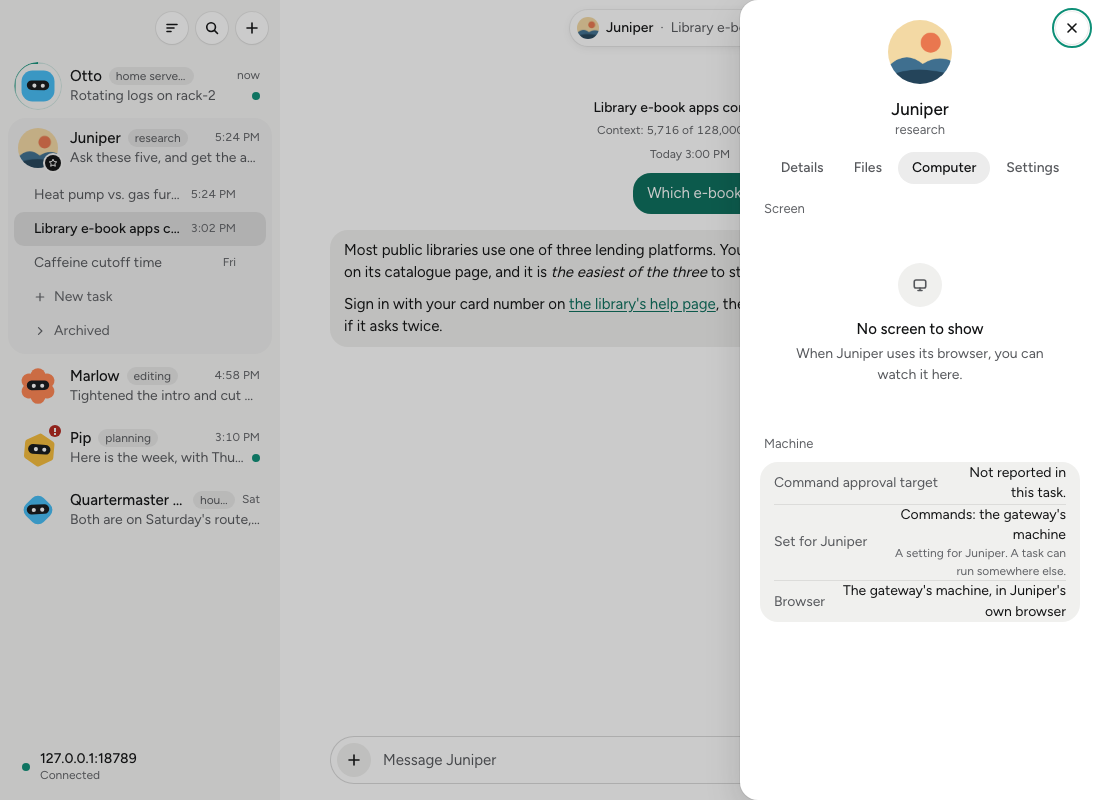 Otto home serve... now
Rotating logs on rack-2
Juniper research 5:24 PM
Ask these five, and get the a...
Heat pump vs. gas fur... 5:24 PM
Library e-book apps c... 3:02 PM
Caffeine cutoff time Fri
New task
Archived
Marlow editing 4:58 PM
Tightened the intro and cut ...
Pip planning 3:10 PM
Here is the week, with Thu...
Quartermaster ... hou... Sat
Both are on Saturday's route,...
127.0.0.1:18789
Connected
Juniper · Library e-b
Library e-book apps co
Context: 5,716 of 128,000
Today 3:00 PM
Which e-book
Most public libraries use one of three lending platforms. You
on its catalogue page, and it is the easiest of the three to st
Sign in with your card number on the library's help page, the
if it asks twice.
Message Juniper
Juniper
research
Details Files Computer Settings
Screen
No screen to show
When Juniper uses its browser, you can
watch it here.
Machine
Command approval target Not reported in
this task.
Set for Juniper Commands: the gateway's
machine
A setting for Juniper. A task can
run somewhere else.
Browser The gateway's machine, in Juniper's
own browser